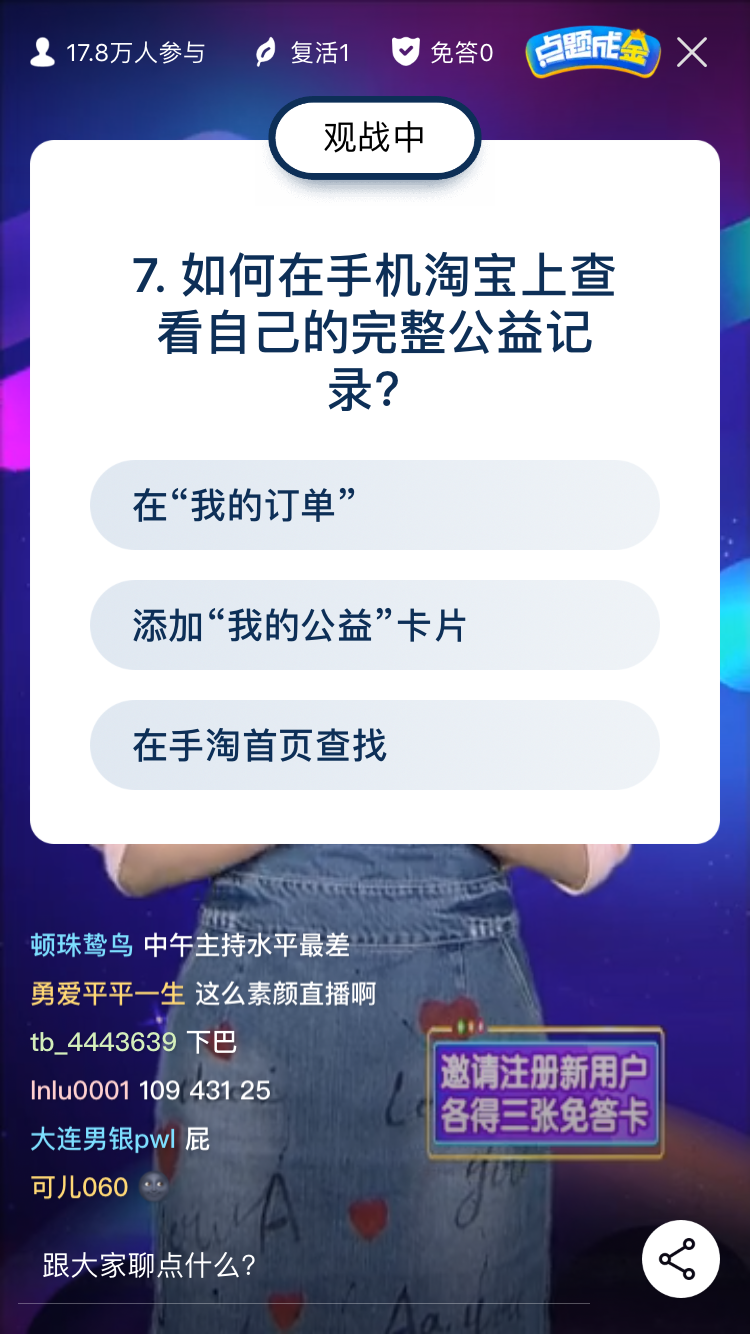 17.8万人参与
复活1
免答0
点题成金
观战中
7. 如何在手机淘宝上查
看自己的完整公益记
录?
在“我的订单”
添加“我的公益”卡片
在手淘首页查找
顿珠鸷鸟 中午主持水平最差
勇爱平平一生 这么素颜直播啊
tb_4443639 下巴
lnlu0001 109 431 25
大连男银pwl 屁
可儿060
邀请注册新用户
各得三张免答卡
跟大家聊点什么?